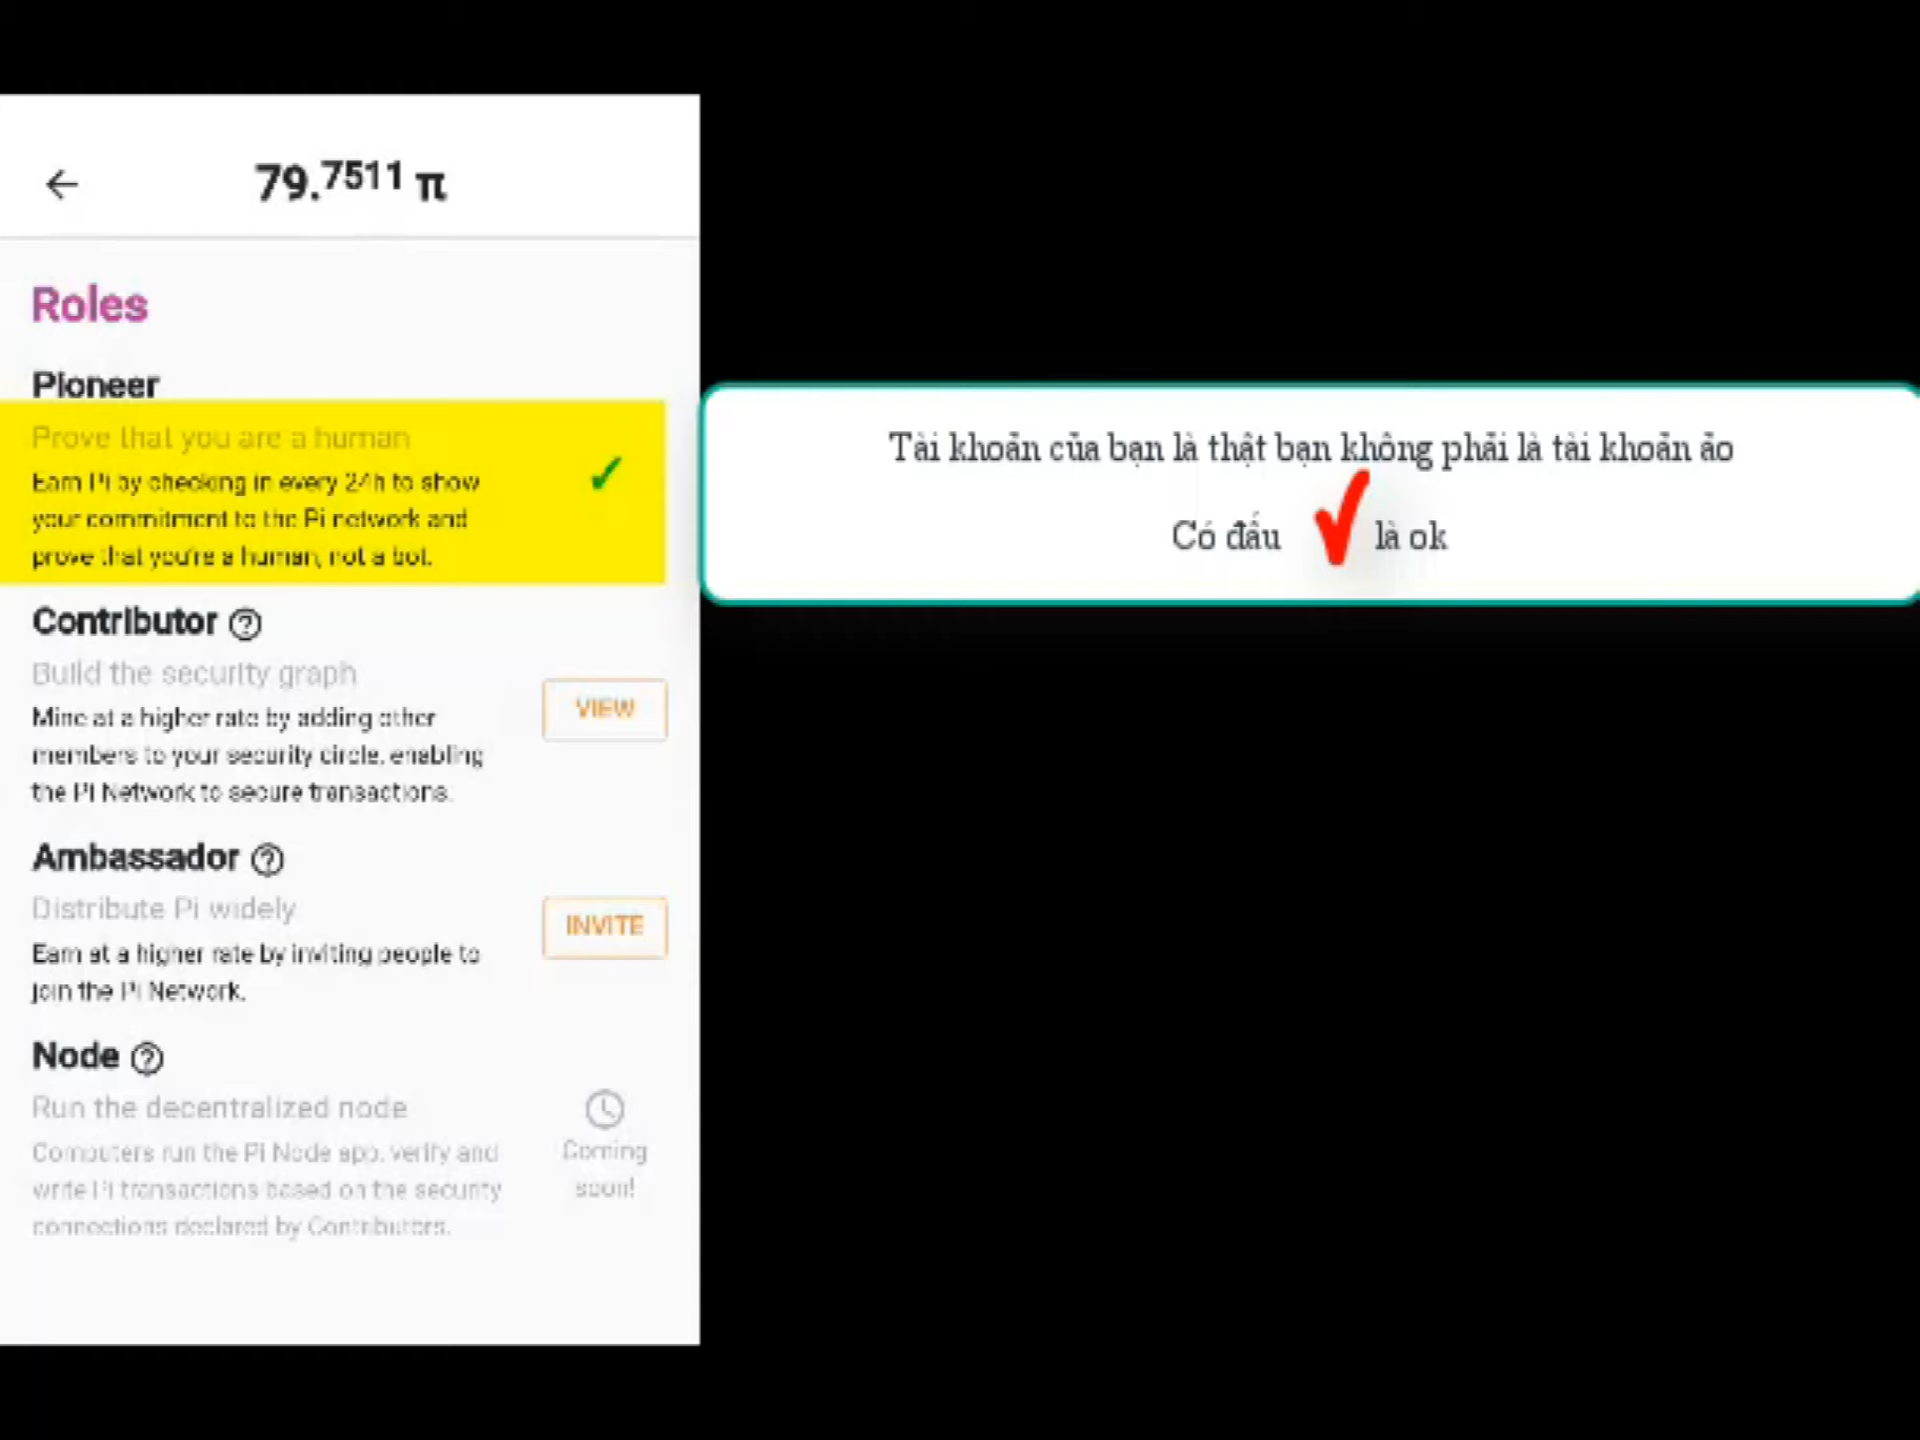 79.7511 π
Roles
Pioneer
Prove that you are a human
Earn Pi by checking in every 24h to show
your commitment to the Pi network and
prove that you're a human, not a bot.
Tài khoản của bạn là thật bạn không phải là tài khoản ảo
Có đấu ✓ là ok
Contributor
Build the security graph
VIEW
Mine at a higher rate by adding other
members to your security circle, enabling
the Pi Network to secure transactions.
Ambassador
Distribute Pi widely
INVITE
Earn at a higher rate by inviting people to
join the Pi Network.
Node
Run the decentralized node
Computers run the Pi Node app, verify and
write Pi transactions based on the security
connections declared by Contributors.
Coming
soon!